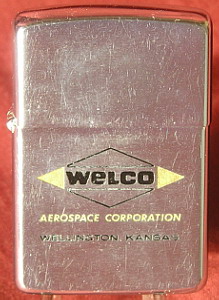 WELCO
AEROSPACE CORPORATION
WELLINGTON, KANSAS